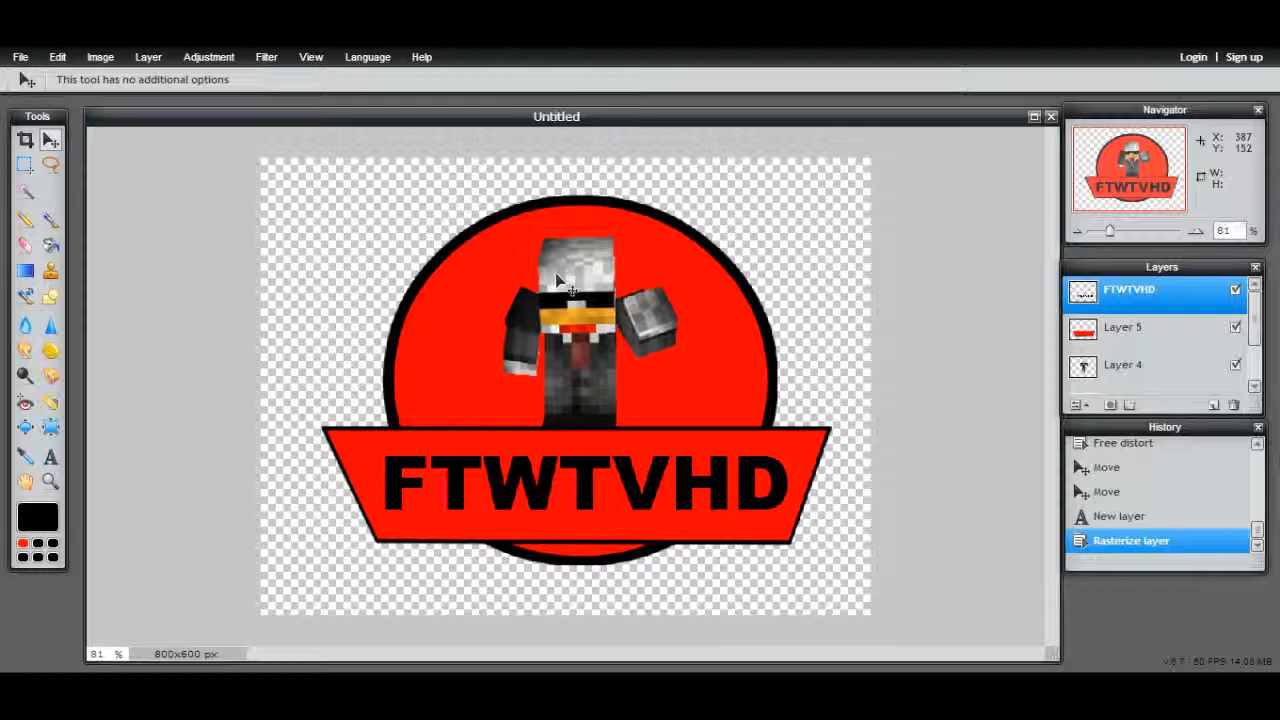 File Edit Image Layer Adjustment Filter View Language Help Login | Sign up
This tool has no additional options
Tools
Untitled
Navigator
X: 387
Y: 152
W:
H:
81 %
Layers
FTWTVHD
Layer 5
Layer 4
History
Free distort
Move
Move
New layer
Rasterize layer
FTWTVHD
81 % 800x600 px